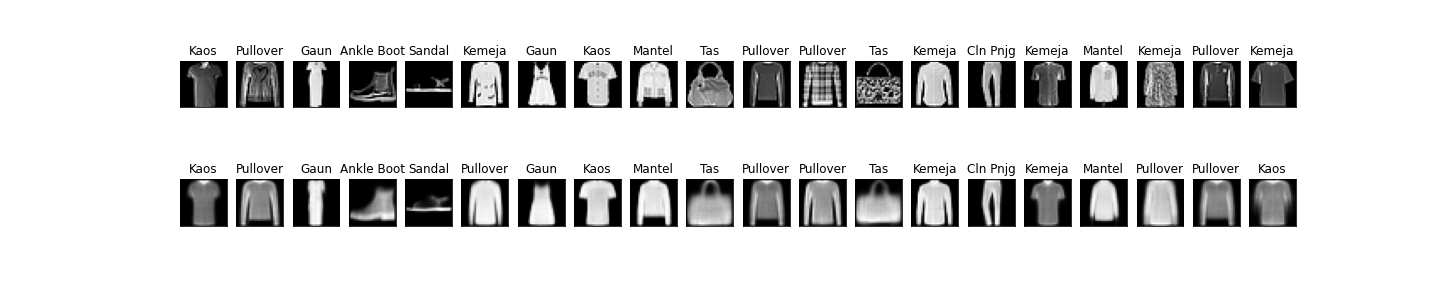 Kaos Pullover Gaun Ankle Boot Sandal Kemeja Gaun Kaos Mantel Tas Pullover Pullover Tas Kemeja Cln Pnjg Kemeja Mantel Kemeja Pullover Kemeja
Kaos Pullover Gaun Ankle Boot Sandal Pullover Gaun Kaos Mantel Tas Pullover Pullover Tas Kemeja Cln Pnjg Kemeja Mantel Pullover Pullover Kaos